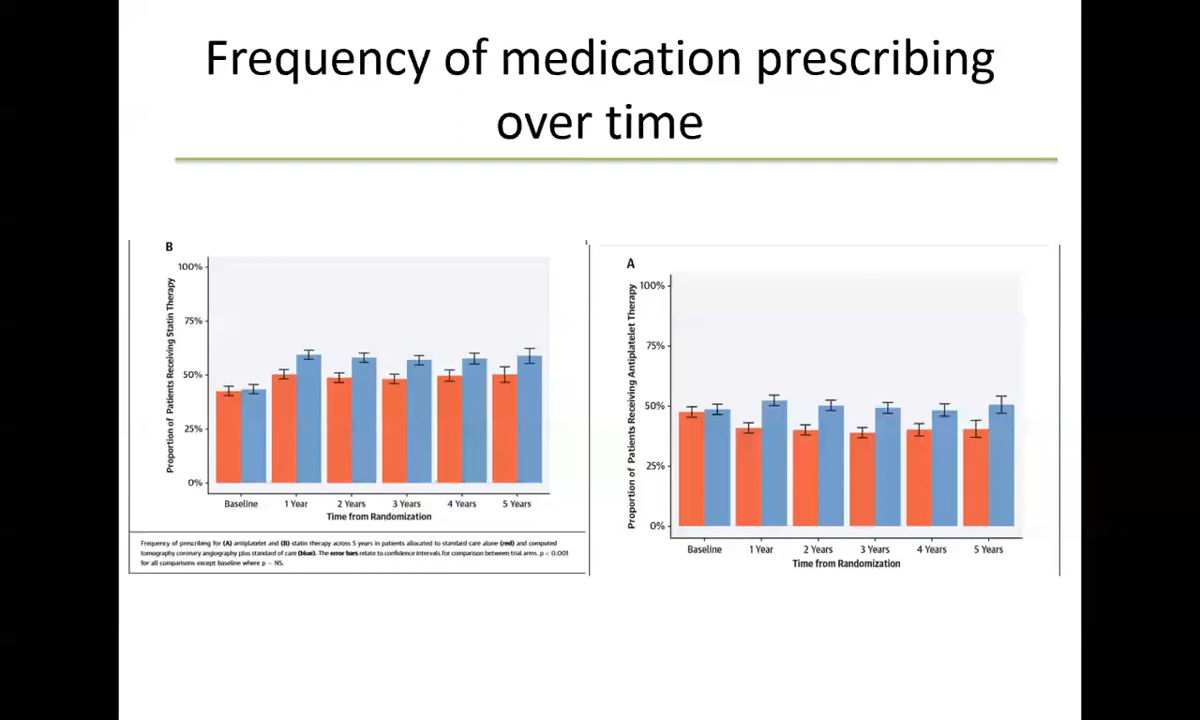 Frequency of medication prescribing
over time
B
Proportion of Patients Receiving Statin Therapy
100%
75%
50%
25%
0%
Baseline 1 Year 2 Years 3 Years 4 Years 5 Years
Time from Randomization
Frequency of prescribing for (A) antiplatelet and (B) statin therapy across 5 years in patients allocated to standard care alone (red) and computed
tomography coronary angiography plus standard of care (blue). The error bars relate to confidence intervals for comparison between trial arms. p < 0.001
for all comparisons except baseline where p = NS.
A
Proportion of Patients Receiving Antiplatelet Therapy
100%
75%
50%
25%
0%
Baseline 1 Year 2 Years 3 Years 4 Years 5 Years
Time from Randomization